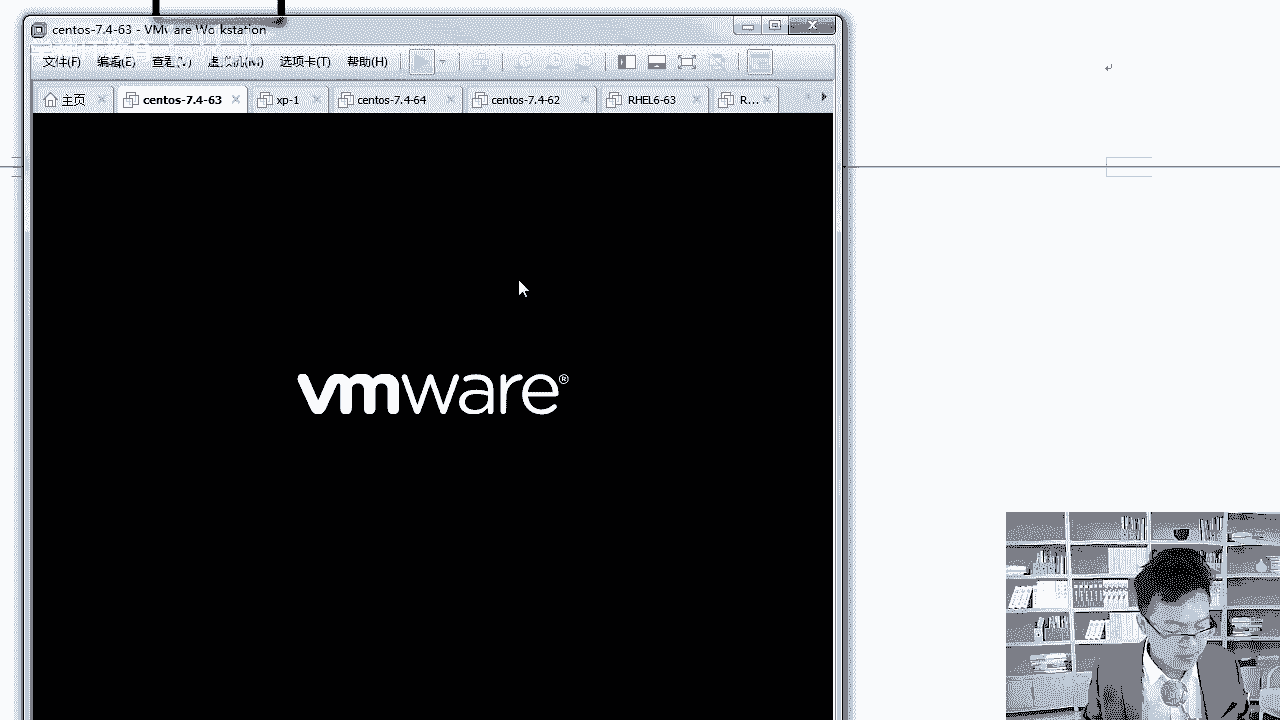 centos-7.4-63 - VMware Workstation
文件(F) 编辑(E) 查看(V) 虚拟机(M) 选项卡(T) 帮助(H)
主页 centos-7.4-63 xp-1 centos-7.4-64 centos-7.4-62 RHEL6-63 R...
vmware®